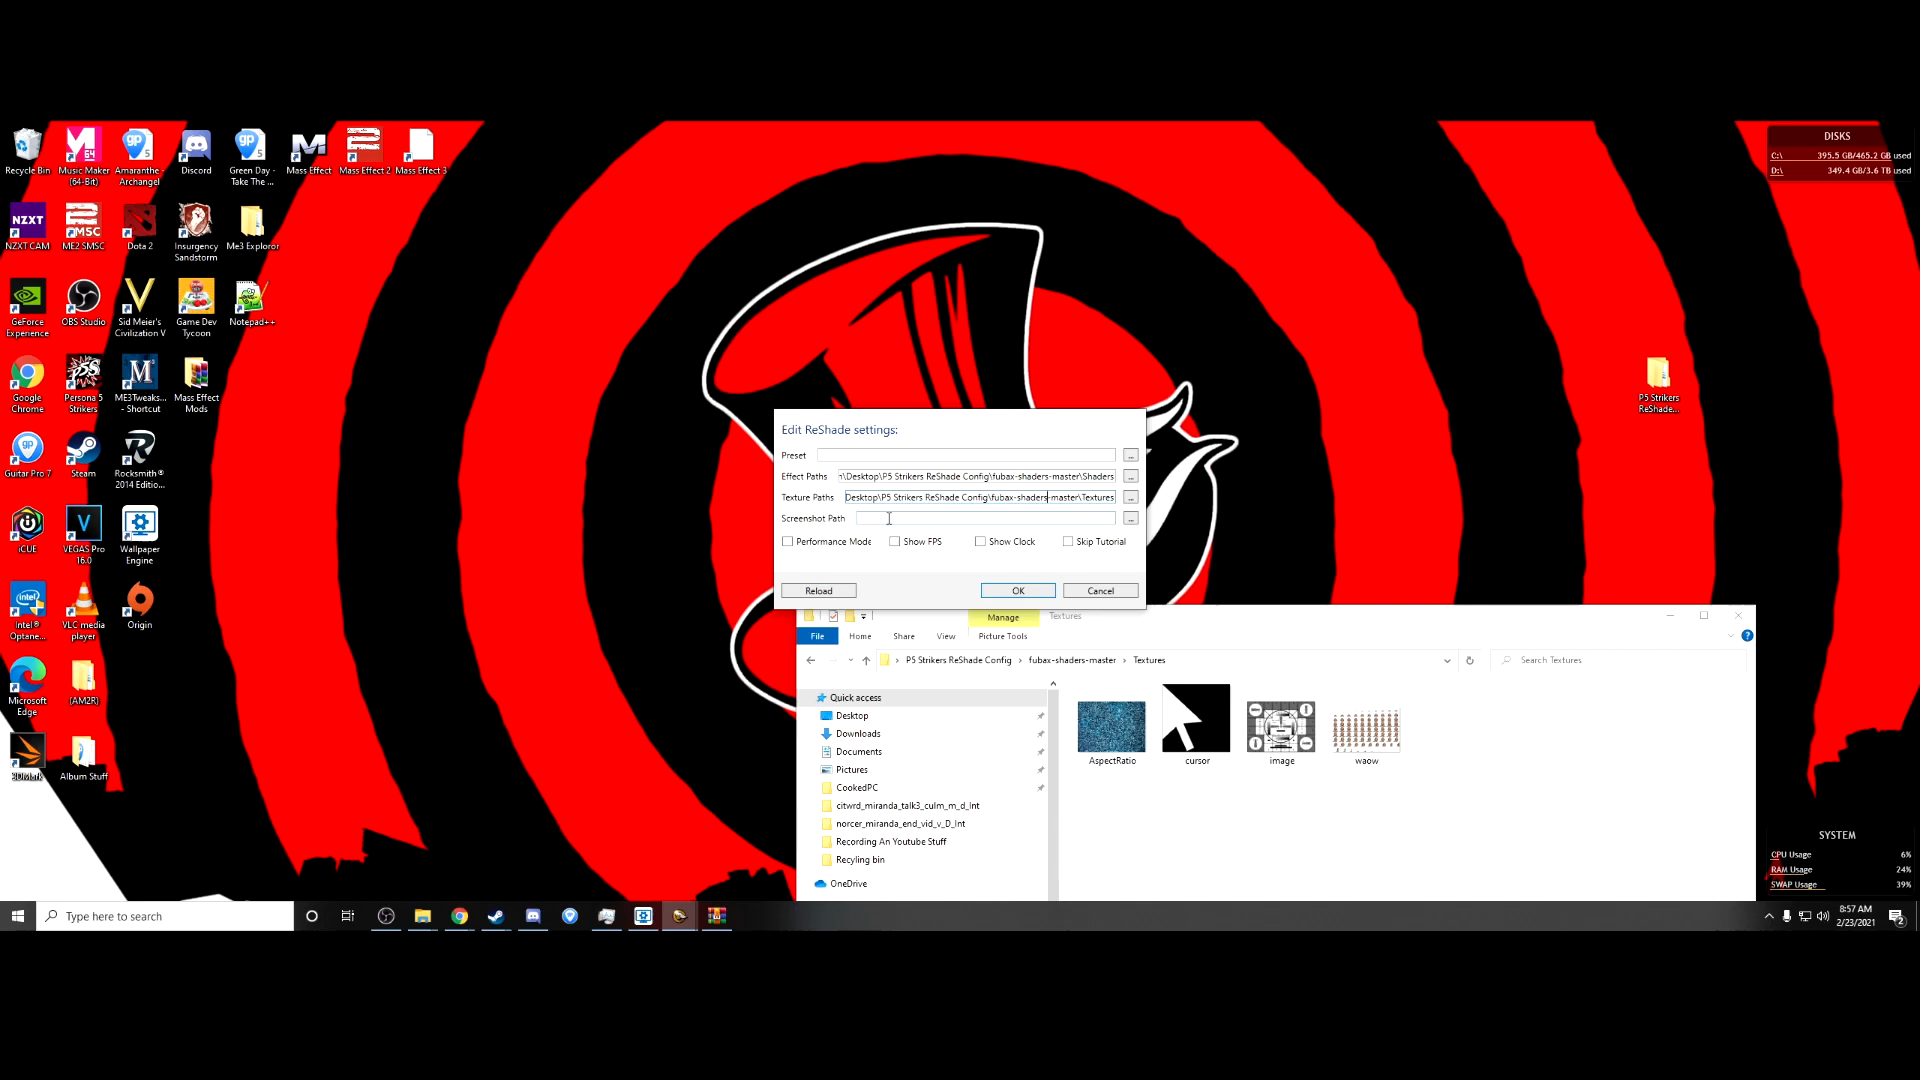 Recycle Bin
Music Maker
(64-Bit)
Amaranthe -
Archangel
Discord
Green Day -
Take The ...
Mass Effect
Mass Effect 2
Mass Effect 3
NZXT
NZXT CAM
ME2 SMSC
Dota 2
Insurgency
Sandstorm
Me3 Exploror
GeForce
Experience
OBS Studio
Sid Meier's
Civilization V
Game Dev
Tycoon
Notepad++
Google
Chrome
Persona 5
Strikers
ME3Tweaks...
- Shortcut
Mass Effect
Mods
Guitar Pro 7
Steam
Rocksmith®
2014 Editio...
iCUE
VEGAS Pro
16.0
Wallpaper
Engine
Intel®
Optane...
VLC media
player
Origin
Microsoft
Edge
(AM2R)
3DMark
Album Stuff
DISKS
C:\ 395.5 GB/465.2 GB used
D:\ 349.4 GB/3.6 TB used
P5 Strikers
ReShade...
Edit ReShade settings:
Preset ...
Effect Paths \Desktop\P5 Strikers ReShade Config\fubax-shaders-master\Shaders ...
Texture Paths Desktop\P5 Strikers ReShade Config\fubax-shaders-master\Textures ...
Screenshot Path ...
Performance Mode Show FPS Show Clock Skip Tutorial
Reload OK Cancel
Manage Textures
File Home Share View Picture Tools
P5 Strikers ReShade Config › fubax-shaders-master › Textures
Search Textures
Quick access
Desktop
Downloads
Documents
Pictures
CookedPC
citwrd_miranda_talk3_culm_m_d_Int
norcer_miranda_end_vid_v_D_Int
Recording An Youtube Stuff
Recyling bin
OneDrive
AspectRatio
cursor
image
waow
SYSTEM
CPU Usage 6%
RAM Usage 24%
SWAP Usage 39%
Type here to search
8:57 AM
2/23/2021
2